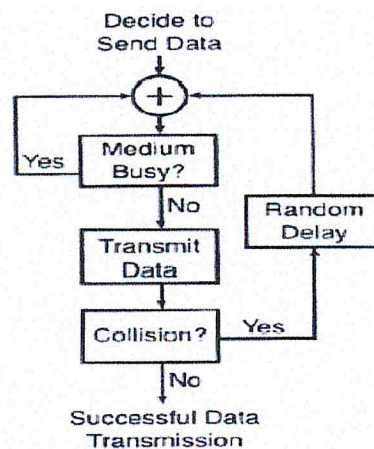 Decide to
Send Data
+
Yes
Medium
Busy?
No
Random
Delay
Transmit
Data
Collision?
Yes
No
Successful Data
Transmission